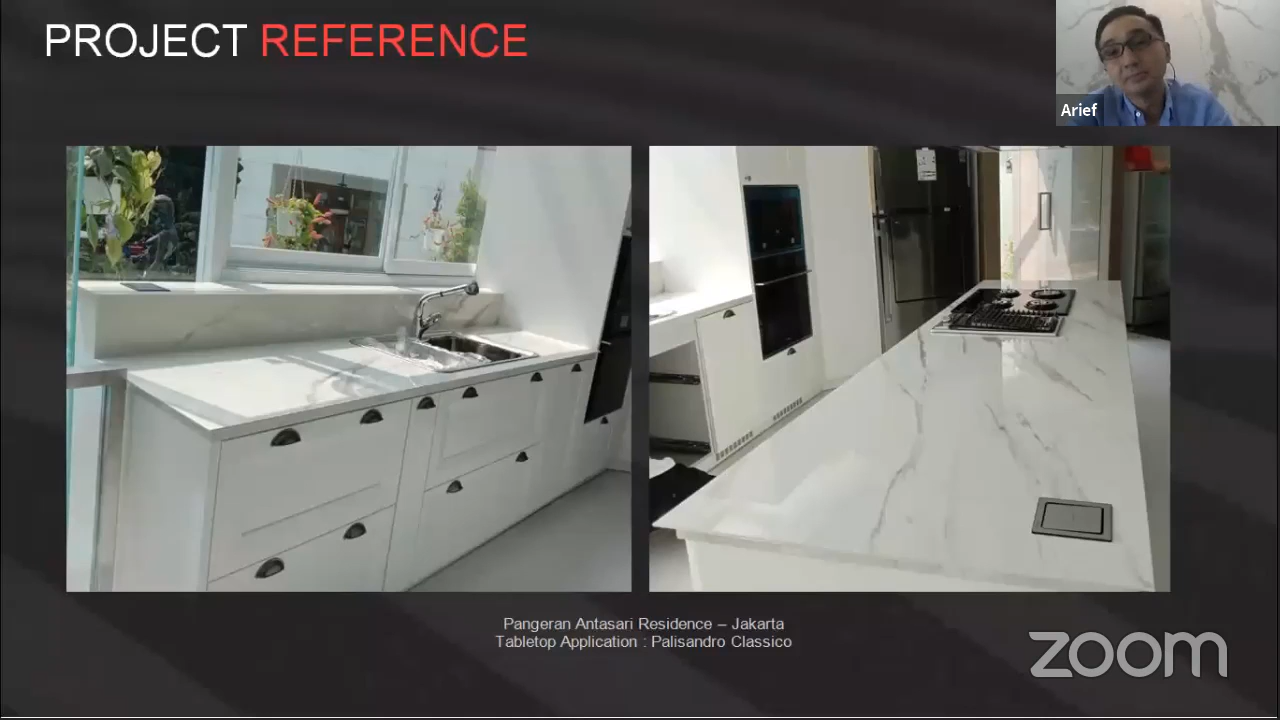 PROJECT REFERENCE
Arief
Pangeran Antasari Residence – Jakarta
Tabletop Application : Palisandro Classico
zoom